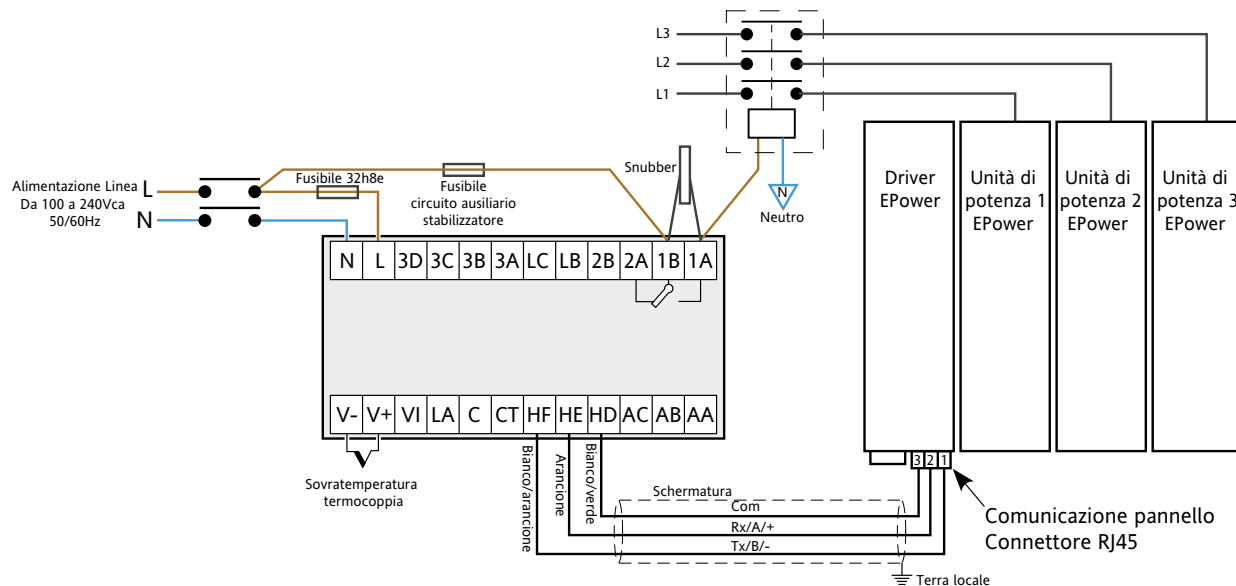 L3
L2
L1
Snubber
N
Neutro
Alimentazione Linea
Da 100 a 240Vca
50/60Hz
L
N
Fusibile 32h8e
Fusibile
circuito ausiliario
stabilizzatore
Driver
EPower
Unità di
potenza 1
EPower
Unità di
potenza 2
EPower
Unità di
potenza 3
EPower
N L 3D 3C 3B 3A LC LB 2B 2A 1B 1A
V- V+ VI LA C CT HF HE HD AC AB AA
3 2 1
Sovratemperatura
termocoppia
Bianco/arancione
Arancione
Bianco/verde
Schermatura
Com
Rx/A/+
Tx/B/-
Comunicazione pannello
Connettore RJ45
Terra locale